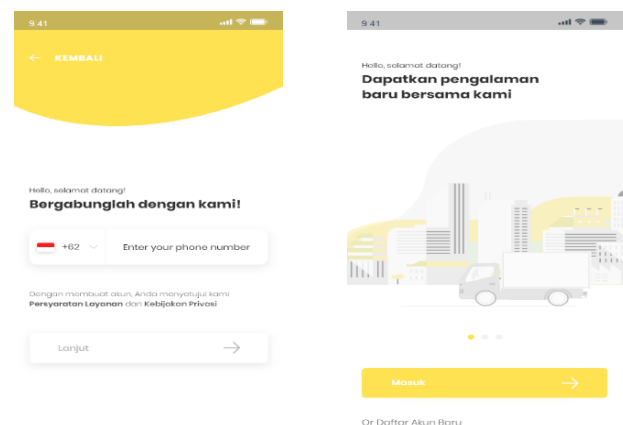 9:41
← KEMBALI
Hello, selamat datang!
Bergabunglah dengan kami!
+62
Enter your phone number
Dengan membuat akun, Anda menyetujui kami
Persyaratan Layanan dan Kebijakan Privasi
Lanjut →
9:41
Hello, selamat datang!
Dapatkan pengalaman
baru bersama kami
Masuk →
Or Daftar Akun Baru